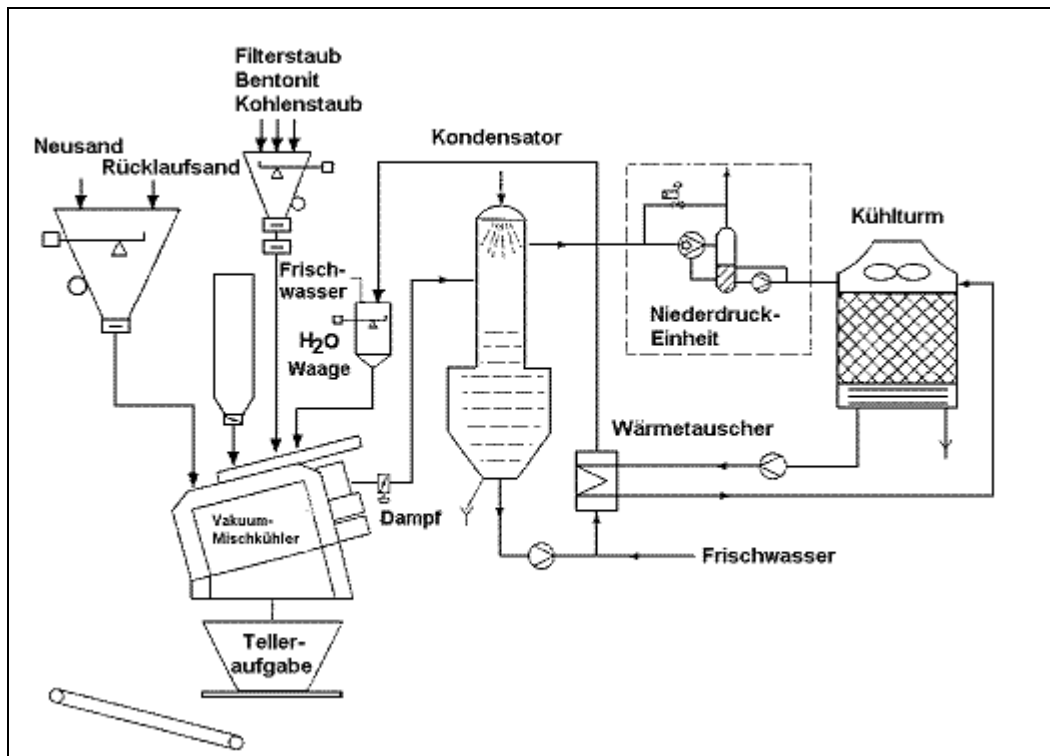 Filterstaub
Bentonit
Kohlenstaub
Neusand
Rücklaufsand
Kondensator
Kühlturm
Frisch-
wasser
H2O
Waage
Niederdruck-
Einheit
Wärmetauscher
Vakuum-
Mischkühler
Dampf
Frischwasser
Teller-
aufgabe